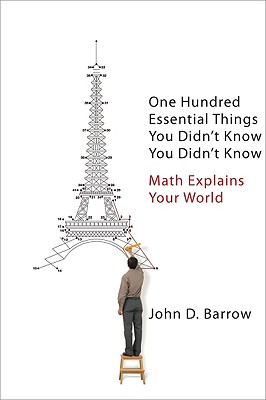 One Hundred
Essential Things
You Didn't Know
You Didn't Know
Math Explains
Your World
John D. Barrow